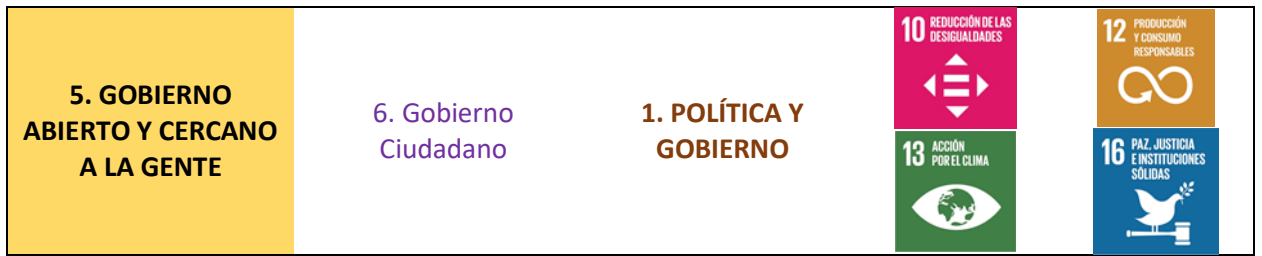 5. GOBIERNO
ABIERTO Y CERCANO
A LA GENTE
6. Gobierno
Ciudadano
1. POLÍTICA Y
GOBIERNO
10 REDUCCIÓN DE LAS
DESIGUALDADES
12 PRODUCCIÓN
Y CONSUMO
RESPONSABLES
13 ACCIÓN
POR EL CLIMA
16 PAZ, JUSTICIA
E INSTITUCIONES
SÓLIDAS